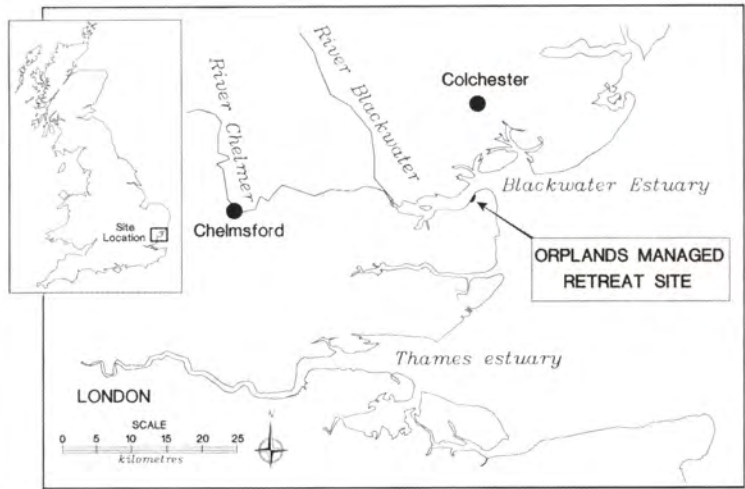 Site
Location
River Chelmer
River Blackwater
Colchester
Blackwater Estuary
Chelmsford
ORPLANDS MANAGED
RETREAT SITE
Thames estuary
LONDON
SCALE
0 5 10 15 20 25
kilometres
N